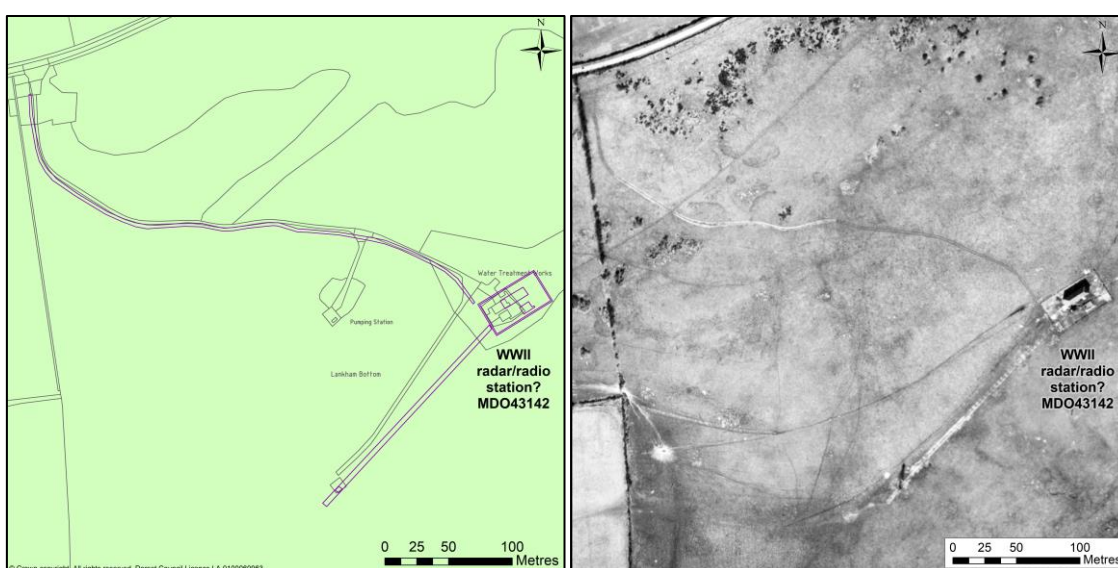 N
Water Treatment Works
Pumping Station
Lankham Bottom
WWII
radar/radio
station?
MDO43142
0 25 50 100
Metres
N
WWII
radar/radio
station?
MDO43142
0 25 50 100
Metres